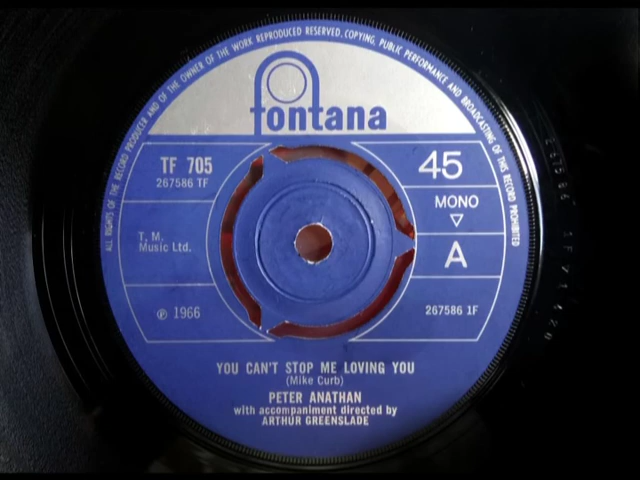 ALL RIGHTS OF THE RECORD PRODUCER AND OF THE OWNER OF THE WORK REPRODUCED RESERVED. COPYING, PUBLIC PERFORMANCE AND BROADCASTING OF THIS RECORD PROHIBITED
fontana
TF 705
267586 TF
45
MONO
▽
A
T. M.
Music Ltd.
℗ 1966
267586 1F
YOU CAN'T STOP ME LOVING YOU
(Mike Curb)
PETER ANATHAN
with accompaniment directed by
ARTHUR GREENSLADE